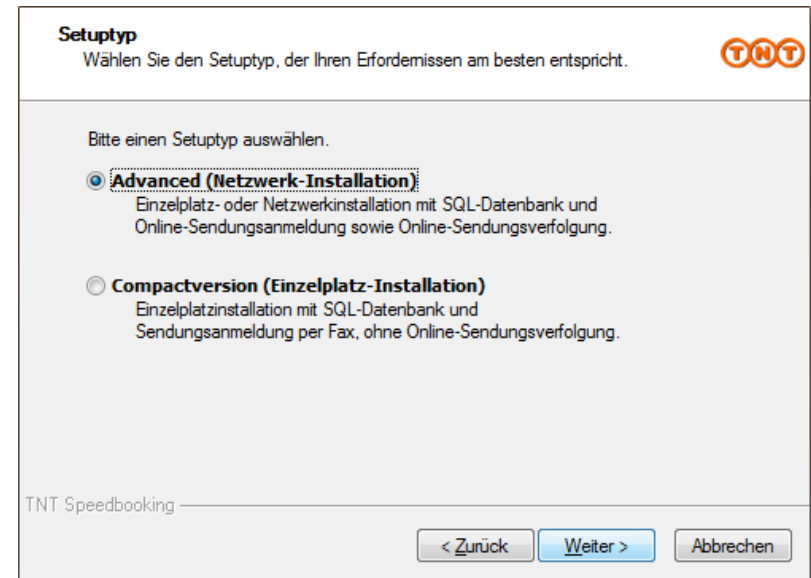 Setuptyp
Wählen Sie den Setuptyp, der Ihren Erfordernissen am besten entspricht.
TNT
Bitte einen Setuptyp auswählen.
Advanced (Netzwerk-Installation)
Einzelplatz- oder Netzwerkinstallation mit SQL-Datenbank und
Online-Sendungsanmeldung sowie Online-Sendungsverfolgung.
Compactversion (Einzelplatz-Installation)
Einzelplatzinstallation mit SQL-Datenbank und
Sendungsanmeldung per Fax, ohne Online-Sendungsverfolgung.
TNT Speedbooking
< Zurück Weiter > Abbrechen